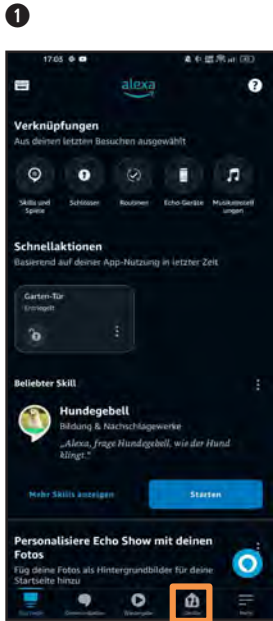 1
17:05
alexa
?
Verknüpfungen
Aus deinen letzten Besuchen ausgewählt
Skills und Spiele
Schlösser
Routinen
Echo-Geräte
Musikeinstellungen
Schnellaktionen
Basierend auf deiner App-Nutzung in letzter Zeit
Garten-Tür
Entriegelt
Beliebter Skill
Hundegebell
Bildung & Nachschlagewerke
„Alexa, frage Hundegebell, wie der Hund
klingt.“
Mehr Skills anzeigen
Starten
Personalisiere Echo Show mit deinen
Fotos
Füg deine Fotos als Hintergrundbilder für deine
Startseite hinzu